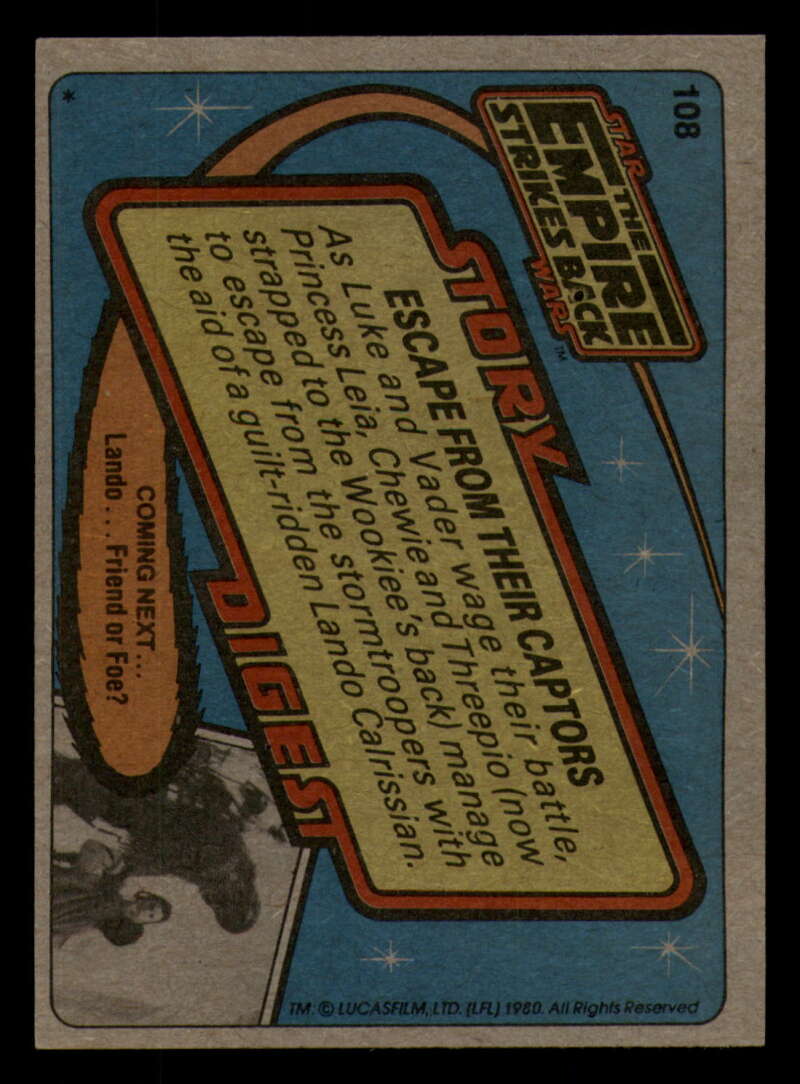 108
STAR
THE
EMPIRE
STRIKES BACK
WARS™
STORY
ESCAPE FROM THEIR CAPTORS
As Luke and Vader wage their battle,
Princess Leia, Chewie and Threepio (now
strapped to the Wookiee's back) manage
to escape from the stormtroopers with
the aid of a guilt-ridden Lando Calrissian.
DIGEST
COMING NEXT...
Lando... Friend or Foe?
*
TM: © LUCASFILM, LTD. (LFL) 1980. All Rights Reserved